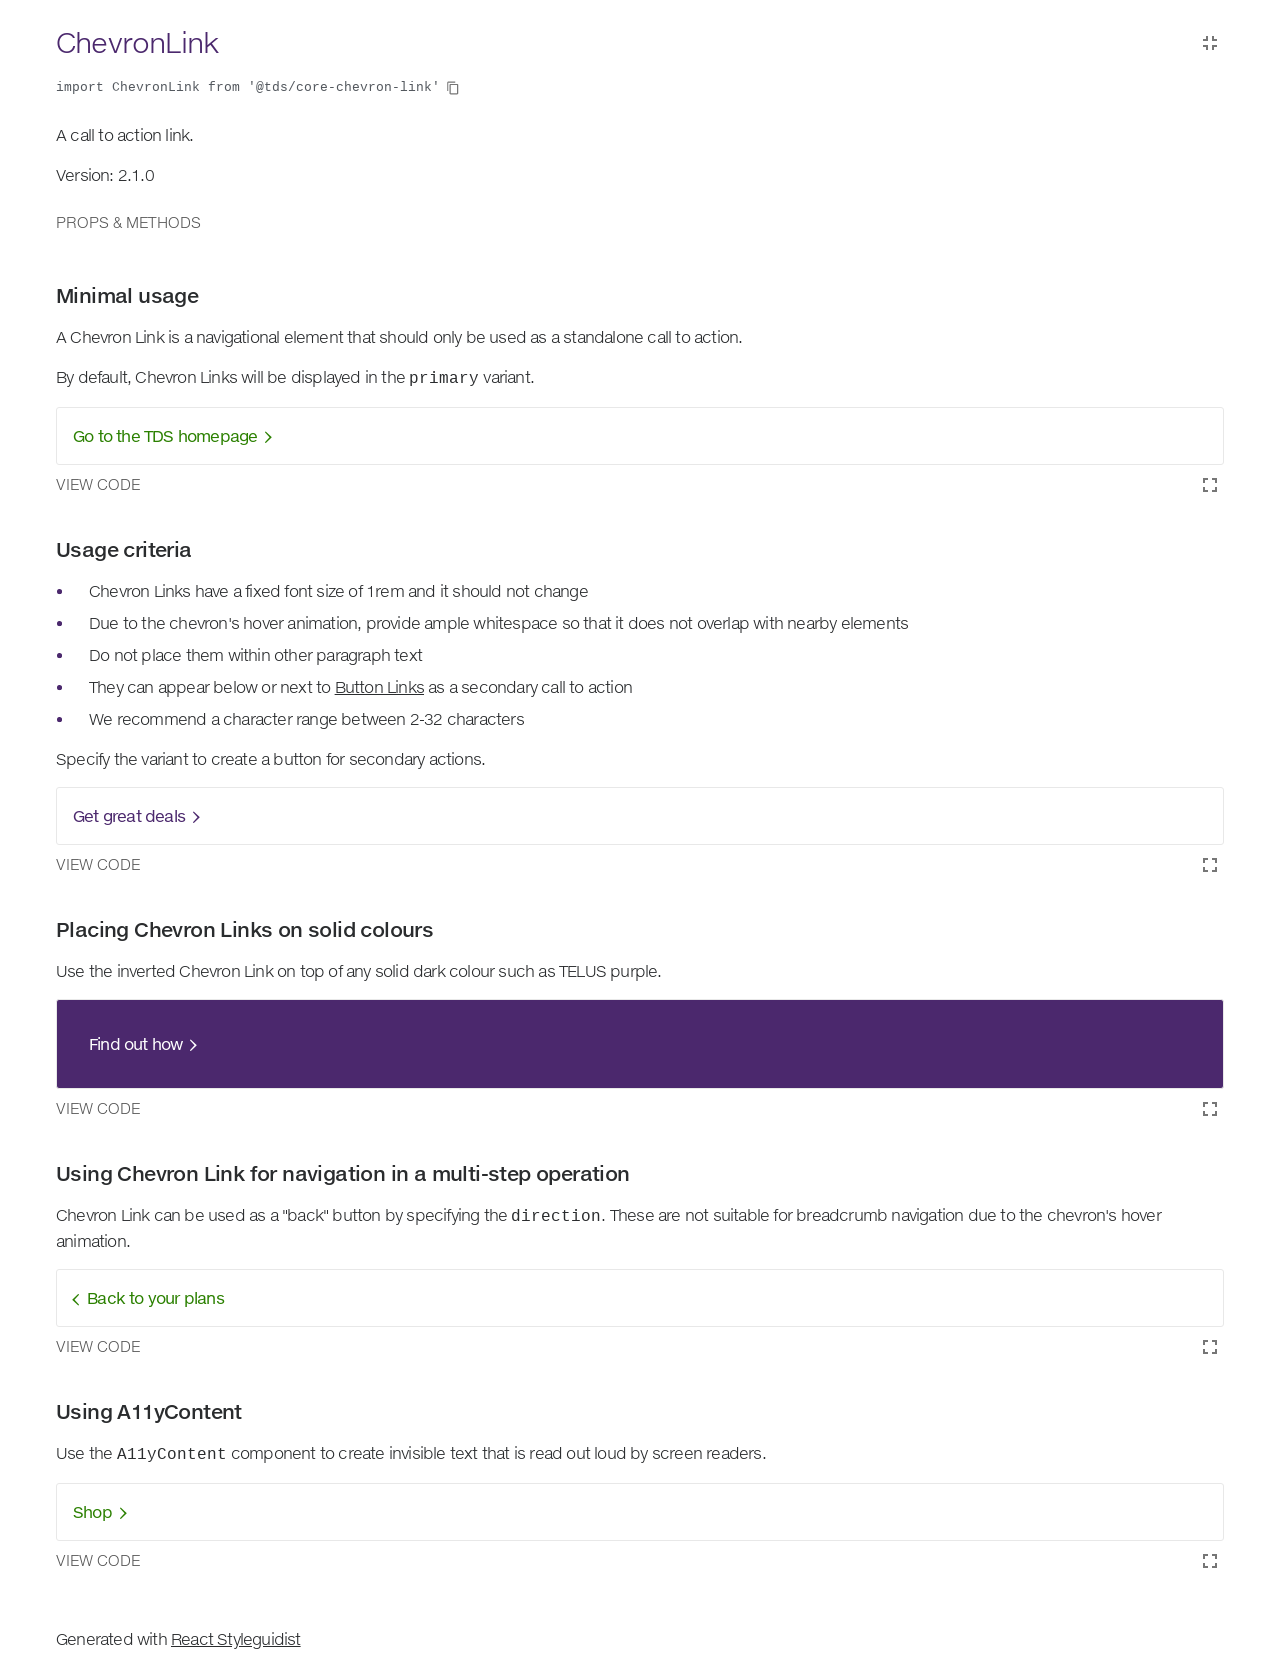 ChevronLink
import ChevronLink from '@tds/core-chevron-link'
A call to action link.
Version: 2.1.0
PROPS & METHODS
Minimal usage
A Chevron Link is a navigational element that should only be used as a standalone call to action.
By default, Chevron Links will be displayed in the primary variant.
Go to the TDS homepage
VIEW CODE
Usage criteria
• Chevron Links have a fixed font size of 1rem and it should not change
• Due to the chevron's hover animation, provide ample whitespace so that it does not overlap with nearby elements
• Do not place them within other paragraph text
• They can appear below or next to Button Links as a secondary call to action
• We recommend a character range between 2-32 characters
Specify the variant to create a button for secondary actions.
Get great deals
VIEW CODE
Placing Chevron Links on solid colours
Use the inverted Chevron Link on top of any solid dark colour such as TELUS purple.
Find out how
VIEW CODE
Using Chevron Link for navigation in a multi-step operation
Chevron Link can be used as a "back" button by specifying the direction. These are not suitable for breadcrumb navigation due to the chevron's hover
animation.
Back to your plans
VIEW CODE
Using A11yContent
Use the A11yContent component to create invisible text that is read out loud by screen readers.
Shop
VIEW CODE
Generated with React Styleguidist